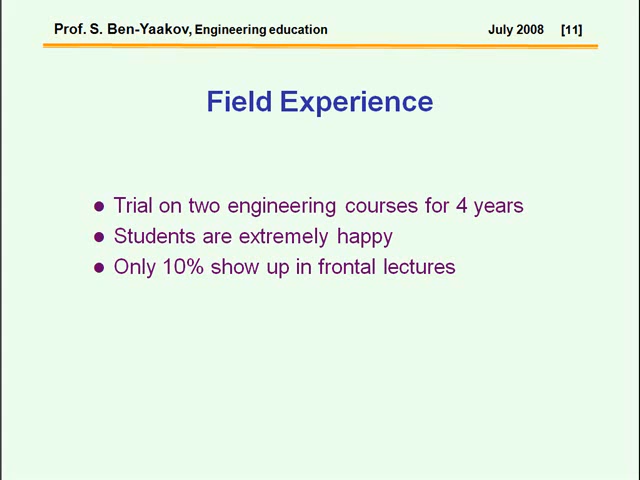 Prof. S. Ben-Yaakov, Engineering education July 2008 [11]
Field Experience
● Trial on two engineering courses for 4 years
● Students are extremely happy
● Only 10% show up in frontal lectures